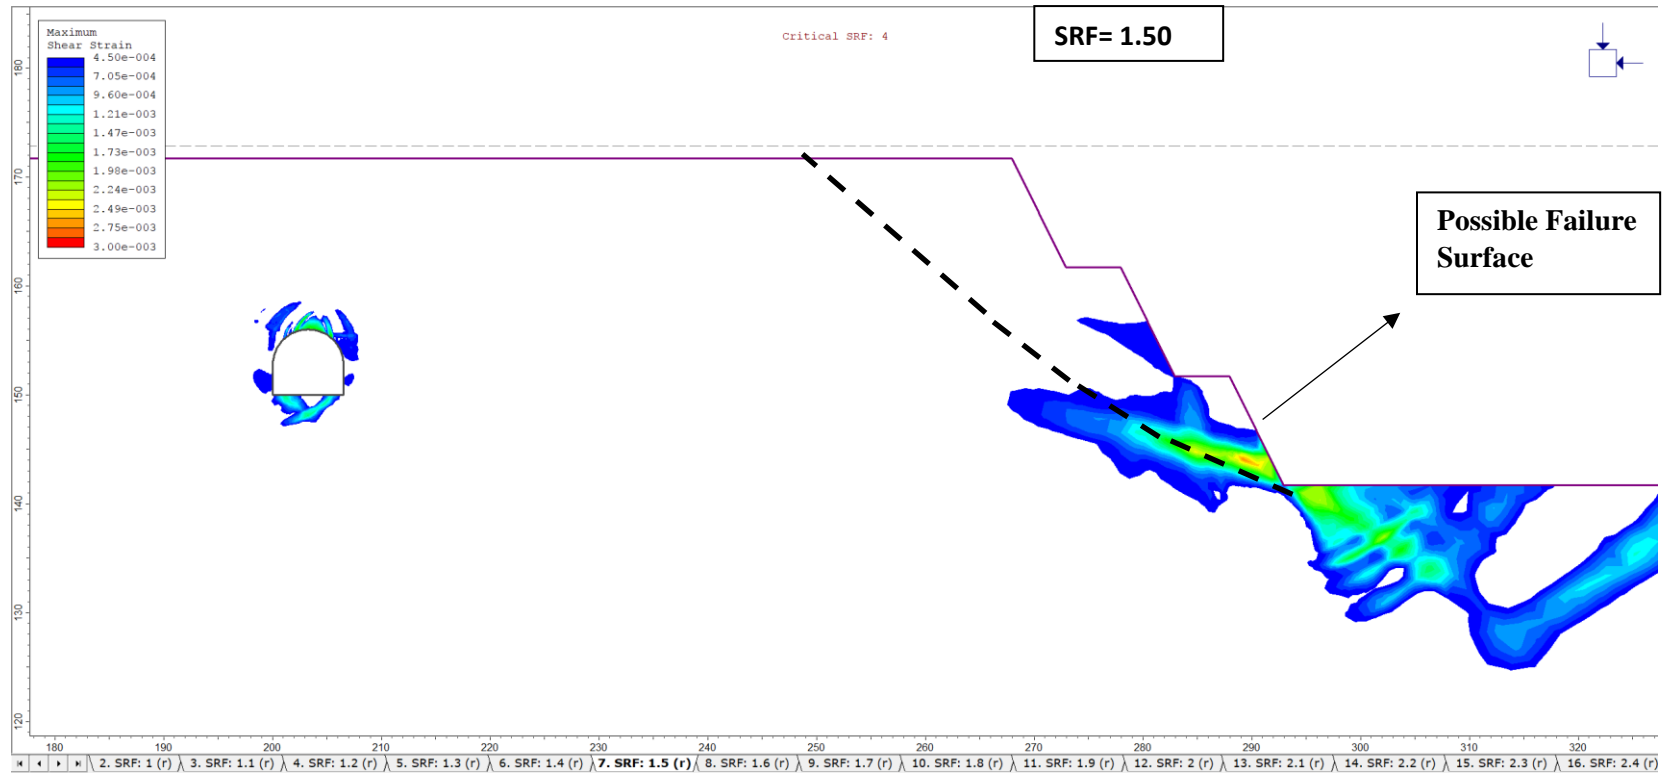 Maximum
Shear Strain
4.50e-004
7.05e-004
9.60e-004
1.21e-003
1.47e-003
1.73e-003
1.98e-003
2.24e-003
2.49e-003
2.75e-003
3.00e-003
Critical SRF: 4
SRF= 1.50
Possible Failure
Surface
180
170
160
150
140
130
120
180 190 200 210 220 230 240 250 260 270 280 290 300 310 320
2. SRF: 1 (r) 3. SRF: 1.1 (r) 4. SRF: 1.2 (r) 5. SRF: 1.3 (r) 6. SRF: 1.4 (r) 7. SRF: 1.5 (r) 8. SRF: 1.6 (r) 9. SRF: 1.7 (r) 10. SRF: 1.8 (r) 11. SRF: 1.9 (r) 12. SRF: 2 (r) 13. SRF: 2.1 (r) 14. SRF: 2.2 (r) 15. SRF: 2.3 (r) 16. SRF: 2.4 (r)